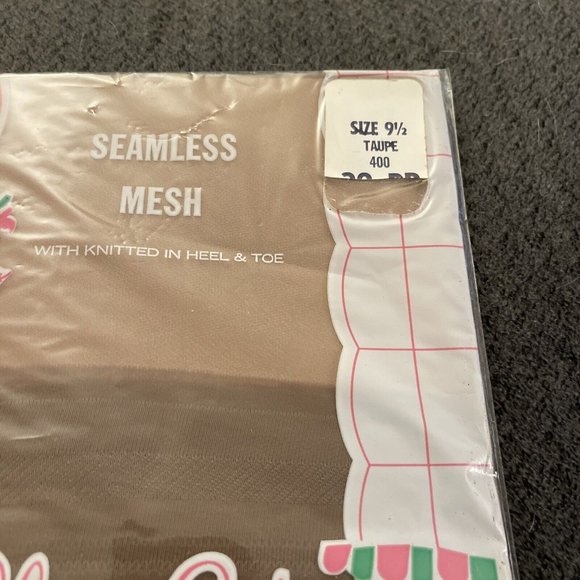 SEAMLESS
MESH
WITH KNITTED IN HEEL & TOE
SIZE 9½
TAUPE
400